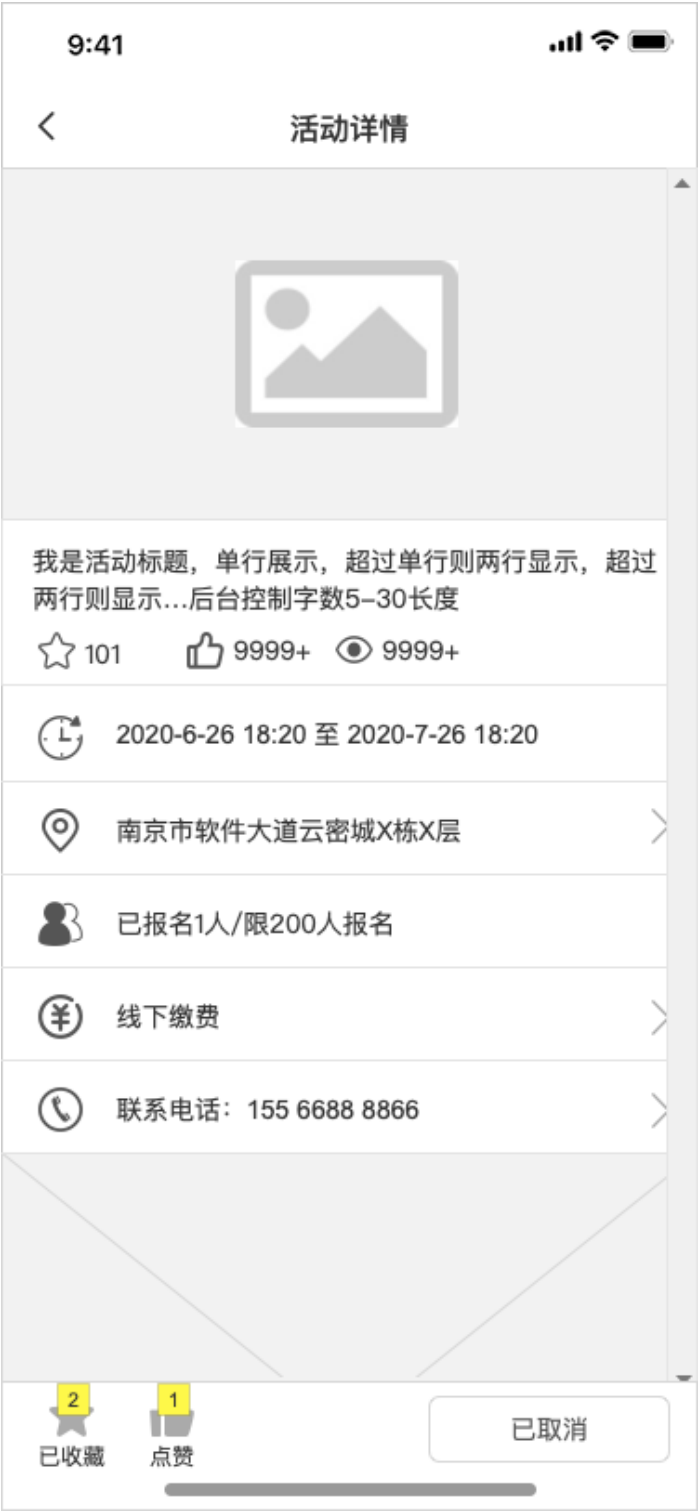 9:41
活动详情
我是活动标题，单行展示，超过单行则两行显示，超过
两行则显示...后台控制字数5–30长度
101 9999+ 9999+
2020-6-26 18:20 至 2020-7-26 18:20
南京市软件大道云密城X栋X层
已报名1人/限200人报名
线下缴费
联系电话：155 6688 8866
2 1
已收藏 点赞 已取消